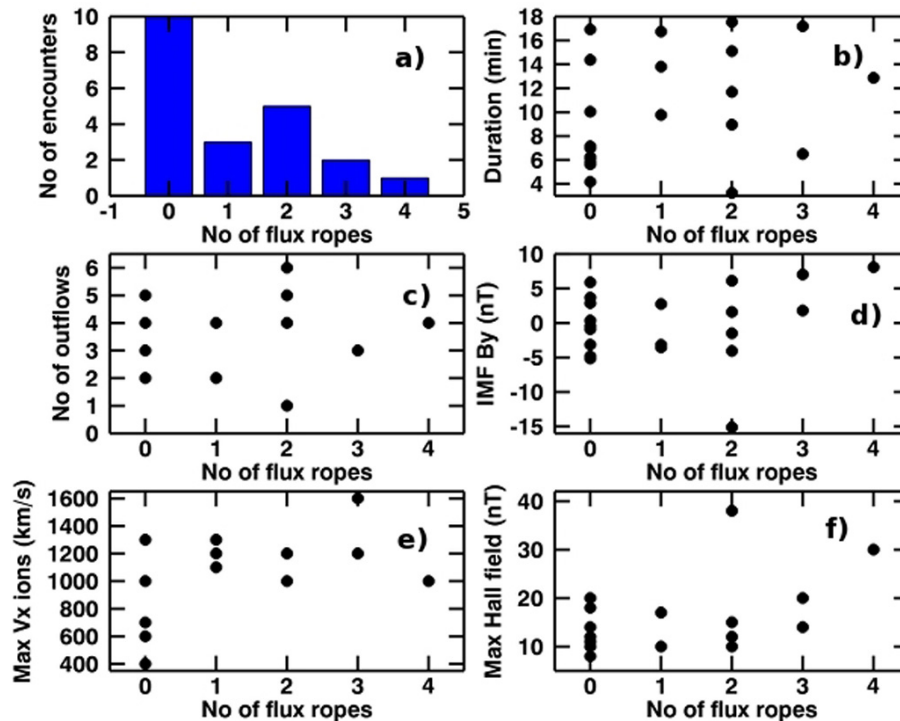 No of encounters
10
8
6
4
2
0
a)
-1 0 1 2 3 4 5
No of flux ropes
Duration (min)
18
16
14
12
10
8
6
4
b)
0 1 2 3 4
No of flux ropes
No of outflows
6
5
4
3
2
1
0
c)
0 1 2 3 4
No of flux ropes
IMF By (nT)
10
5
0
-5
-10
-15
d)
0 1 2 3 4
No of flux ropes
Max Vx ions (km/s)
1600
1400
1200
1000
800
600
400
e)
0 1 2 3 4
No of flux ropes
Max Hall field (nT)
40
30
20
10
f)
0 1 2 3 4
No of flux ropes